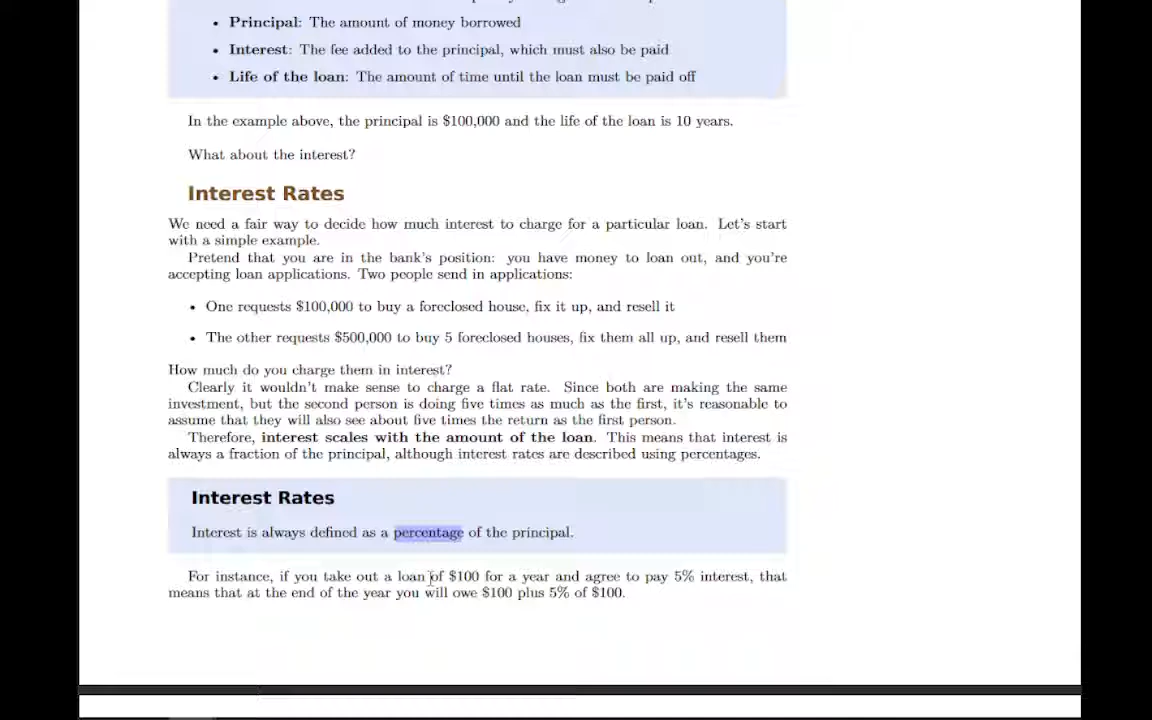 • Principal: The amount of money borrowed
• Interest: The fee added to the principal, which must also be paid
• Life of the loan: The amount of time until the loan must be paid off
In the example above, the principal is $100,000 and the life of the loan is 10 years.
What about the interest?
Interest Rates
We need a fair way to decide how much interest to charge for a particular loan. Let's start
with a simple example.
Pretend that you are in the bank's position: you have money to loan out, and you're
accepting loan applications. Two people send in applications:
• One requests $100,000 to buy a foreclosed house, fix it up, and resell it
• The other requests $500,000 to buy 5 foreclosed houses, fix them all up, and resell them
How much do you charge them in interest?
Clearly it wouldn't make sense to charge a flat rate. Since both are making the same
investment, but the second person is doing five times as much as the first, it's reasonable to
assume that they will also see about five times the return as the first person.
Therefore, interest scales with the amount of the loan. This means that interest is
always a fraction of the principal, although interest rates are described using percentages.
Interest Rates
Interest is always defined as a percentage of the principal.
For instance, if you take out a loan of $100 for a year and agree to pay 5% interest, that
means that at the end of the year you will owe $100 plus 5% of $100.